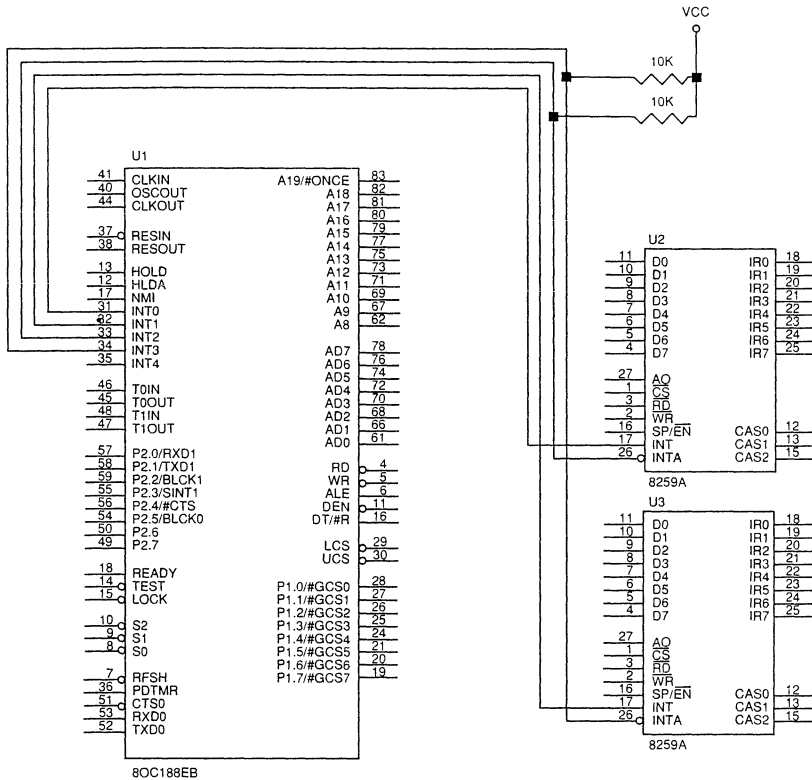 VCC
10K
10K
U1
41 CLKIN
40 OSCOUT
44 CLKOUT
37 RESIN
38 RESOUT
13 HOLD
12 HLDA
17 NMI
31 INT0
32 INT1
33 INT2
34 INT3
35 INT4
46 T0IN
45 T0OUT
48 T1IN
47 T1OUT
57 P2.0/RXD1
58 P2.1/TXD1
59 P2.2/BLCK1
55 P2.3/SINT1
56 P2.4/#CTS
54 P2.5/BLCK0
50 P2.6
49 P2.7
18 READY
14 TEST
15 LOCK
10 S2
9 S1
8 S0
7 RFSH
36 PDTMR
51 CTS0
53 RXD0
52 TXD0
A19/#ONCE 83
A18 82
A17 81
A16 80
A15 79
A14 77
A13 75
A12 73
A11 71
A10 69
A9 67
A8 62
AD7 78
AD6 76
AD5 74
AD4 72
AD3 70
AD2 68
AD1 66
AD0 61
RD 4
WR 5
ALE 6
DEN 11
DT/#R 16
LCS 29
UCS 30
P1.0/#GCS0 28
P1.1/#GCS1 27
P1.2/#GCS2 26
P1.3/#GCS3 25
P1.4/#GCS4 24
P1.5/#GCS5 21
P1.6/#GCS6 20
P1.7/#GCS7 19
80C188EB
U2
11 D0
10 D1
9 D2
8 D3
7 D4
6 D5
5 D6
4 D7
27 AO
1 CS
3 RD
2 WR
16 SP/EN
17 INT
26 INTA
IR0 18
IR1 19
IR2 20
IR3 21
IR4 22
IR5 23
IR6 24
IR7 25
CAS0 12
CAS1 13
CAS2 15
8259A
U3
11 D0
10 D1
9 D2
8 D3
7 D4
6 D5
5 D6
4 D7
27 AO
1 CS
3 RD
2 WR
16 SP/EN
17 INT
26 INTA
IR0 18
IR1 19
IR2 20
IR3 21
IR4 22
IR5 23
IR6 24
IR7 25
CAS0 12
CAS1 13
CAS2 15
8259A